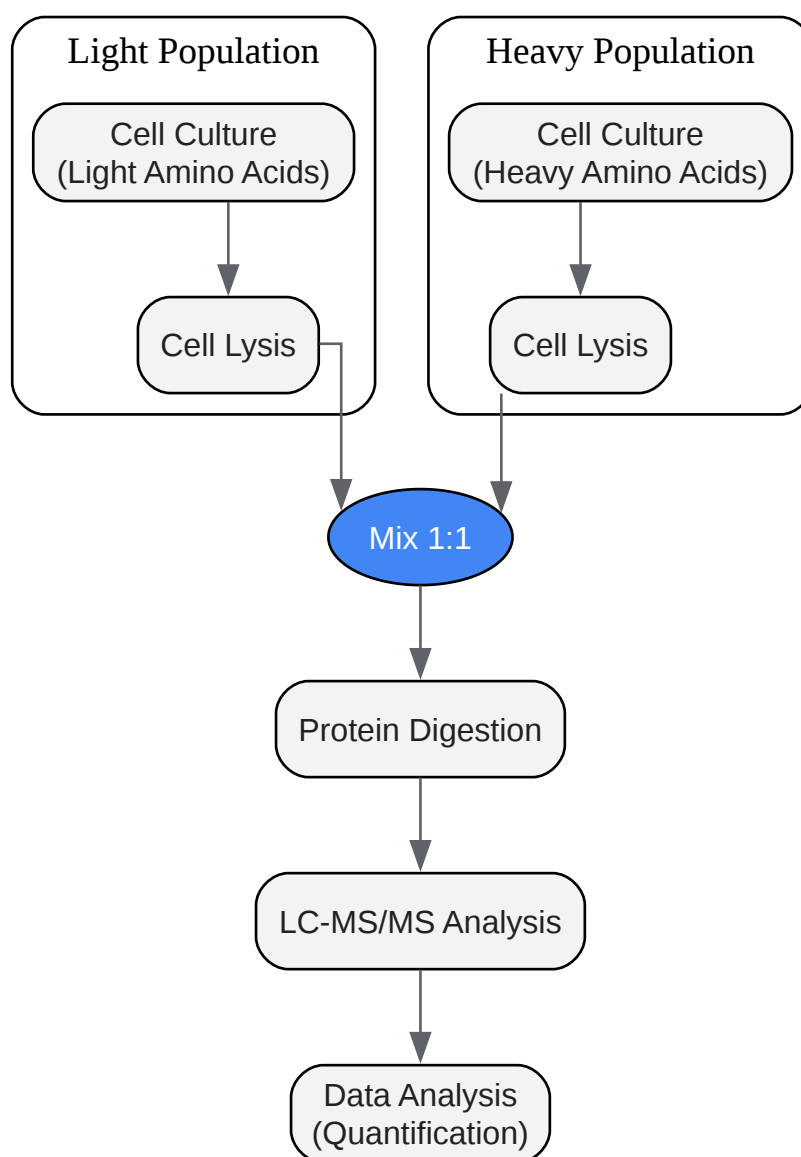 Light Population
Cell Culture
(Light Amino Acids)
Cell Lysis
Heavy Population
Cell Culture
(Heavy Amino Acids)
Cell Lysis
Mix 1:1
Protein Digestion
LC-MS/MS Analysis
Data Analysis
(Quantification)